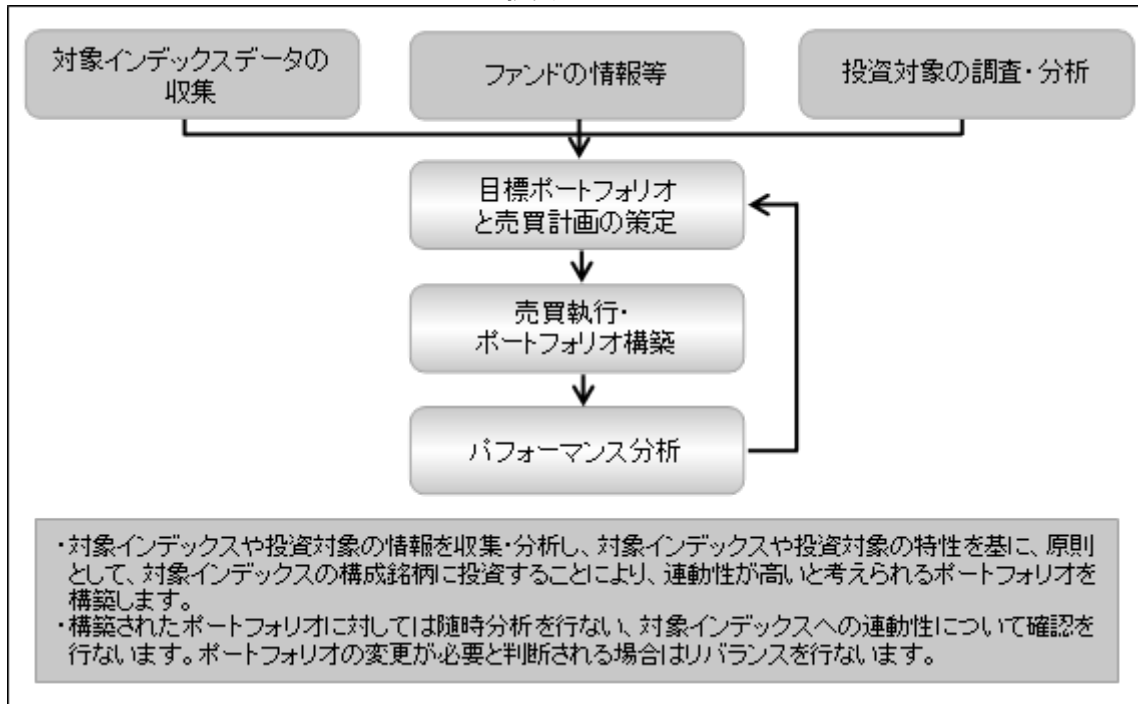 対象インデックスデータの
収集
ファンドの情報等
投資対象の調査・分析
目標ポートフォリオ
と売買計画の策定
売買執行・
ポートフォリオ構築
パフォーマンス分析
・対象インデックスや投資対象の情報を収集・分析し、対象インデックスや投資対象の特性を基に、原則
として、対象インデックスの構成銘柄に投資することにより、連動性が高いと考えられるポートフォリオを
構築します。
・構築されたポートフォリオに対しては随時分析を行ない、対象インデックスへの連動性について確認を
行ないます。ポートフォリオの変更が必要と判断される場合はリバランスを行ないます。